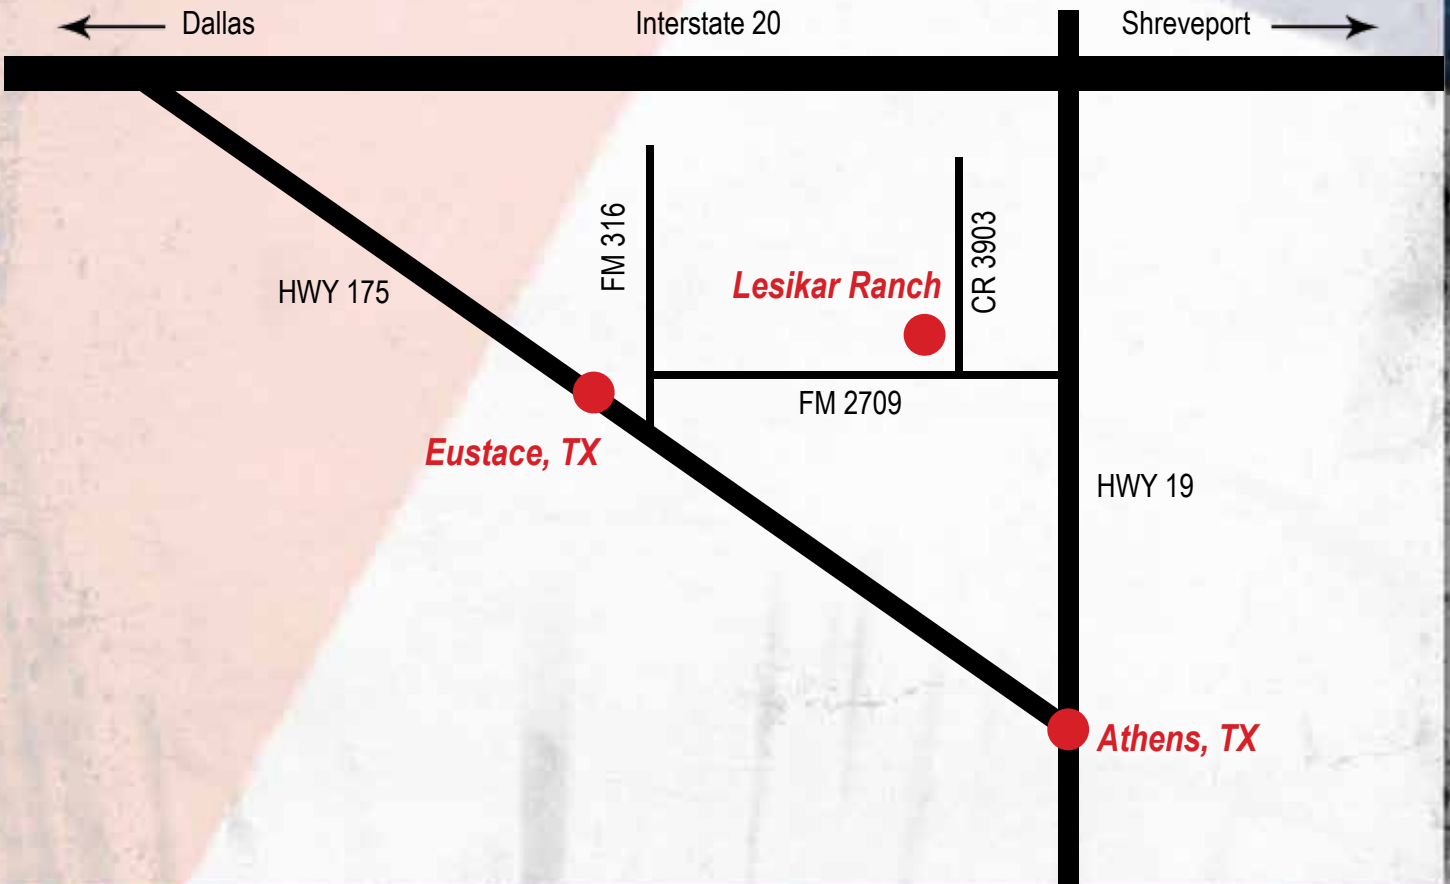 Dallas
Interstate 20
Shreveport
FM 316
CR 3903
Lesikar Ranch
HWY 175
FM 2709
Eustace, TX
HWY 19
Athens, TX